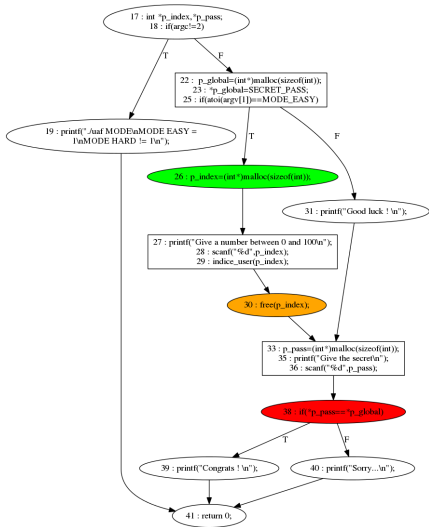 17 : int *p_index,*p_pass;
18 : if(argc!=2)
T
F
22 : p_global=(int*)malloc(sizeof(int));
23 : *p_global=SECRET_PASS;
25 : if(atoi(argv[1])==MODE_EASY)
19 : printf("./uaf MODE\nMODE EASY =
1\nMODE HARD != 1\n");
T
F
26 : p_index=(int*)malloc(sizeof(int));
31 : printf("Good luck ! \n");
27 : printf("Give a number between 0 and 100\n");
28 : scanf("%d",p_index);
29 : indice_user(p_index);
30 : free(p_index);
33 : p_pass=(int*)malloc(sizeof(int));
35 : printf("Give the secret\n");
36 : scanf("%d",p_pass);
38 : if(*p_pass==*p_global)
T
F
39 : printf("Congrats ! \n");
40 : printf("Sorry...\n");
41 : return 0;